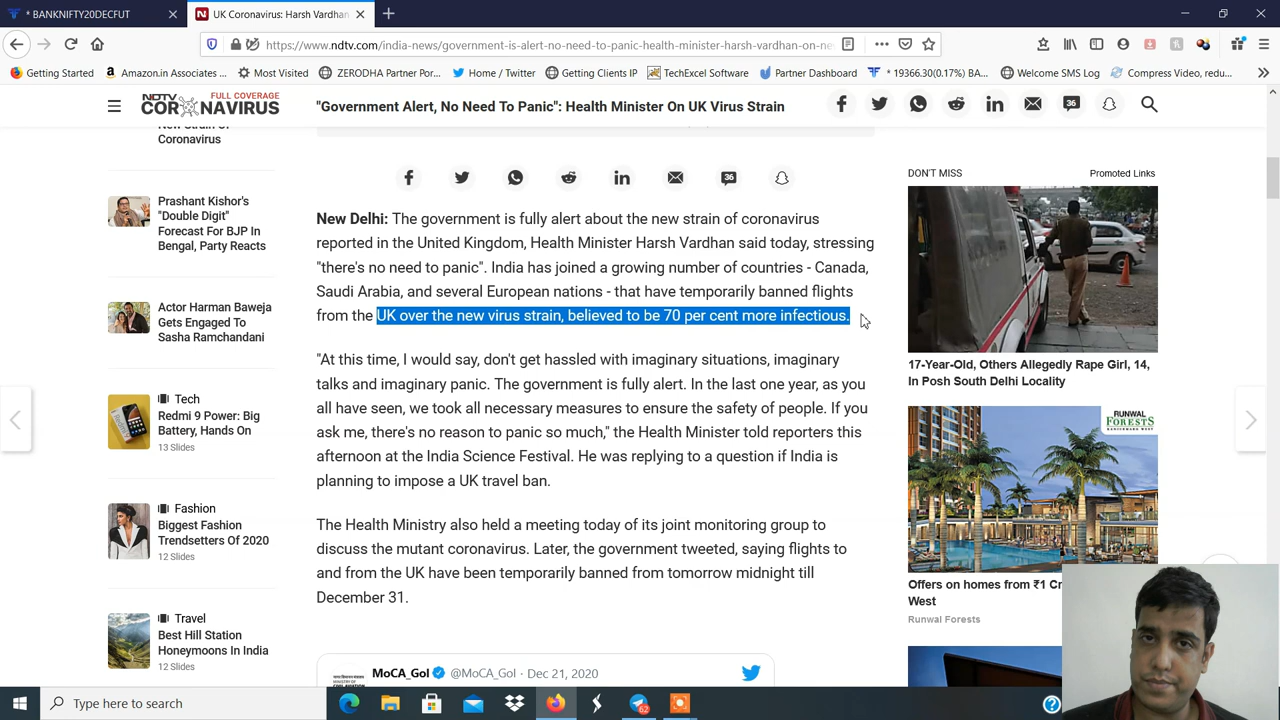 * BANKNIFTY20DECFUT
UK Coronavirus: Harsh Vardhan
https://www.ndtv.com/india-news/government-is-alert-no-need-to-panic-health-minister-harsh-vardhan-on-ne
Getting Started
Amazon.in Associates ...
Most Visited
ZERODHA Partner Por...
Home / Twitter
Getting Clients IP
TechExcel Software
Partner Dashboard
* 19366.30(0.17%) BA...
Welcome SMS Log
Compress Video, redu...
NDTV FULL COVERAGE
CORONAVIRUS
"Government Alert, No Need To Panic": Health Minister On UK Virus Strain
36
New Strain Of
Coronavirus
Prashant Kishor's
"Double Digit"
Forecast For BJP In
Bengal, Party Reacts
Actor Harman Baweja
Gets Engaged To
Sasha Ramchandani
Tech
Redmi 9 Power: Big
Battery, Hands On
13 Slides
Fashion
Biggest Fashion
Trendsetters Of 2020
12 Slides
Travel
Best Hill Station
Honeymoons In India
12 Slides
36
New Delhi: The government is fully alert about the new strain of coronavirus
reported in the United Kingdom, Health Minister Harsh Vardhan said today, stressing
"there's no need to panic". India has joined a growing number of countries - Canada,
Saudi Arabia, and several European nations - that have temporarily banned flights
from the UK over the new virus strain, believed to be 70 per cent more infectious.
"At this time, I would say, don't get hassled with imaginary situations, imaginary
talks and imaginary panic. The government is fully alert. In the last one year, as you
all have seen, we took all necessary measures to ensure the safety of people. If you
ask me, there's no reason to panic so much," the Health Minister told reporters this
afternoon at the India Science Festival. He was replying to a question if India is
planning to impose a UK travel ban.
The Health Ministry also held a meeting today of its joint monitoring group to
discuss the mutant coronavirus. Later, the government tweeted, saying flights to
and from the UK have been temporarily banned from tomorrow midnight till
December 31.
MoCA_GoI @MoCA_GoI · Dec 21, 2020
DON'T MISS
Promoted Links
17-Year-Old, Others Allegedly Rape Girl, 14,
In Posh South Delhi Locality
RUNWAL
FORESTS
Offers on homes from ₹1 Cr
West
Runwal Forests
Type here to search
62